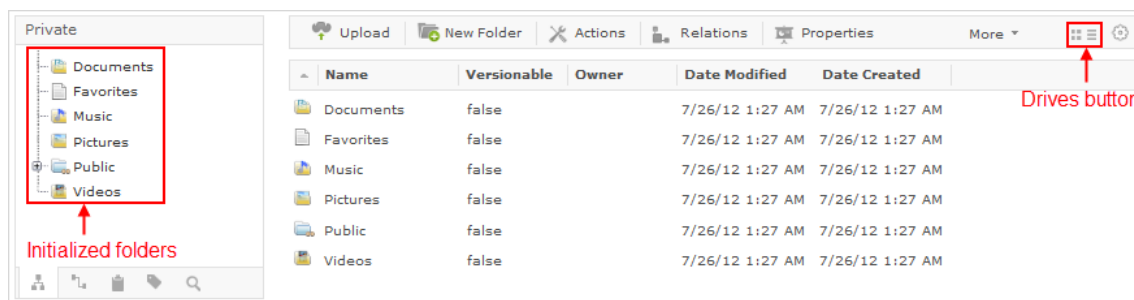 Private
Documents
Favorites
Music
Pictures
Public
Videos
Initialized folders
Upload New Folder Actions Relations Properties More
Drives button
Name Versionable Owner Date Modified Date Created
Documents false 7/26/12 1:27 AM 7/26/12 1:27 AM
Favorites false 7/26/12 1:27 AM 7/26/12 1:27 AM
Music false 7/26/12 1:27 AM 7/26/12 1:27 AM
Pictures false 7/26/12 1:27 AM 7/26/12 1:27 AM
Public false 7/26/12 1:27 AM 7/26/12 1:27 AM
Videos false 7/26/12 1:27 AM 7/26/12 1:27 AM